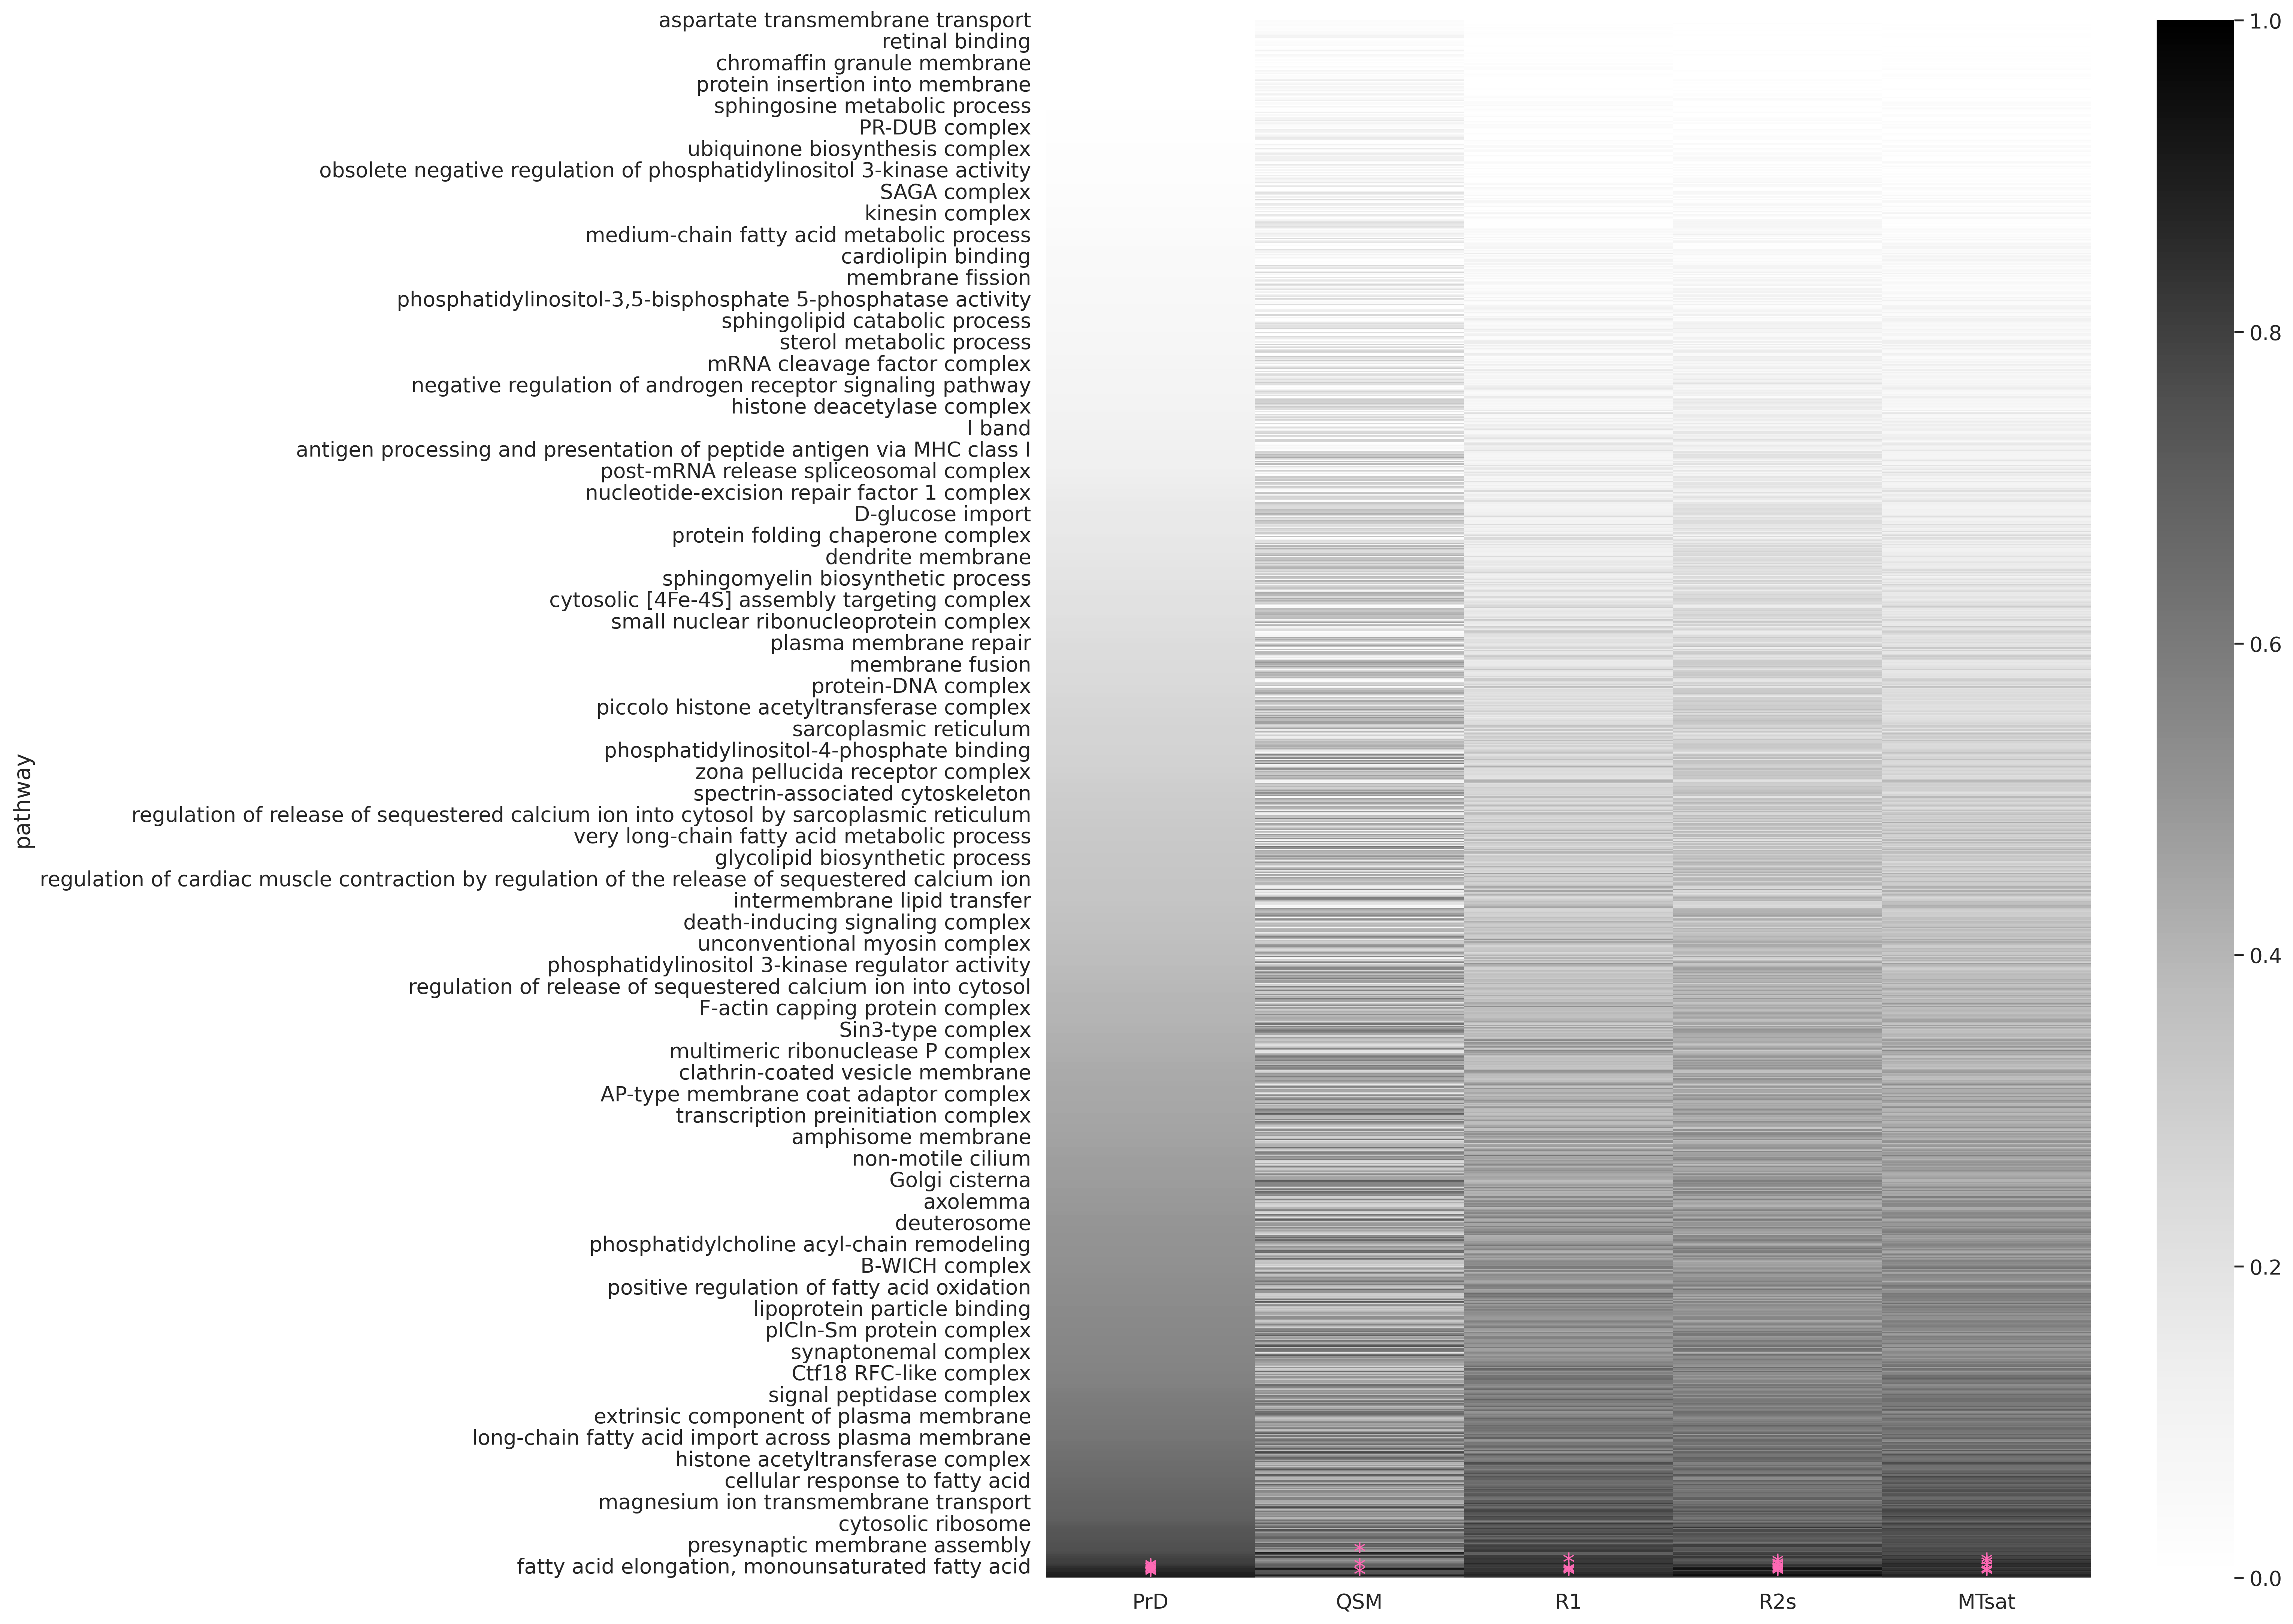 aspartate transmembrane transport
retinal binding
chromaffin granule membrane
protein insertion into membrane
sphingosine metabolic process
PR-DUB complex
ubiquinone biosynthesis complex
obsolete negative regulation of phosphatidylinositol 3-kinase activity
SAGA complex
kinesin complex
medium-chain fatty acid metabolic process
cardiolipin binding
membrane fission
phosphatidylinositol-3,5-bisphosphate 5-phosphatase activity
sphingolipid catabolic process
sterol metabolic process
mRNA cleavage factor complex
negative regulation of androgen receptor signaling pathway
histone deacetylase complex
I band
antigen processing and presentation of peptide antigen via MHC class I
post-mRNA release spliceosomal complex
nucleotide-excision repair factor 1 complex
D-glucose import
protein folding chaperone complex
dendrite membrane
sphingomyelin biosynthetic process
cytosolic [4Fe-4S] assembly targeting complex
small nuclear ribonucleoprotein complex
plasma membrane repair
membrane fusion
protein-DNA complex
piccolo histone acetyltransferase complex
sarcoplasmic reticulum
phosphatidylinositol-4-phosphate binding
zona pellucida receptor complex
spectrin-associated cytoskeleton
regulation of release of sequestered calcium ion into cytosol by sarcoplasmic reticulum
very long-chain fatty acid metabolic process
glycolipid biosynthetic process
regulation of cardiac muscle contraction by regulation of the release of sequestered calcium ion
intermembrane lipid transfer
death-inducing signaling complex
unconventional myosin complex
phosphatidylinositol 3-kinase regulator activity
regulation of release of sequestered calcium ion into cytosol
F-actin capping protein complex
Sin3-type complex
multimeric ribonuclease P complex
clathrin-coated vesicle membrane
AP-type membrane coat adaptor complex
transcription preinitiation complex
amphisome membrane
non-motile cilium
Golgi cisterna
axolemma
deuterosome
phosphatidylcholine acyl-chain remodeling
B-WICH complex
positive regulation of fatty acid oxidation
lipoprotein particle binding
pICln-Sm protein complex
synaptonemal complex
Ctf18 RFC-like complex
signal peptidase complex
extrinsic component of plasma membrane
long-chain fatty acid import across plasma membrane
histone acetyltransferase complex
cellular response to fatty acid
magnesium ion transmembrane transport
cytosolic ribosome
presynaptic membrane assembly
fatty acid elongation, monounsaturated fatty acid
pathway
PrD QSM R1 R2s MTsat
1.0
0.8
0.6
0.4
0.2
0.0